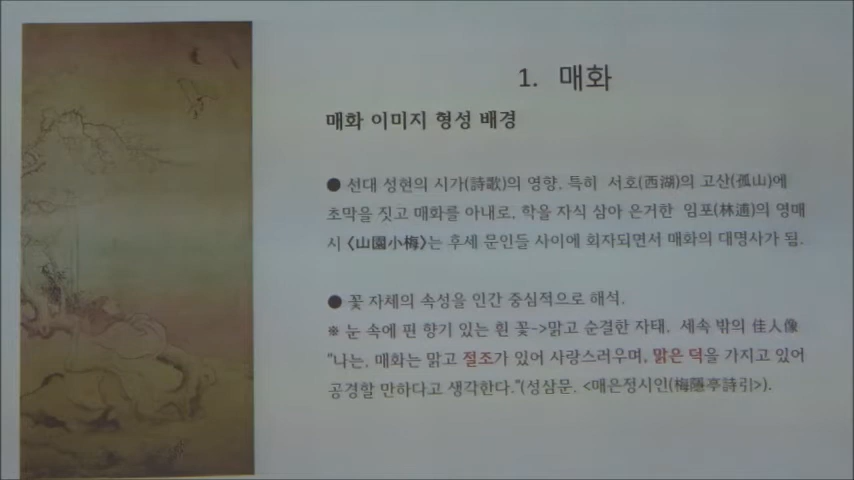 1. 매화
매화 이미지 형성 배경
● 선대 성현의 시가(詩歌)의 영향, 특히 서호(西湖)의 고산(孤山)에
초막을 짓고 매화를 아내로, 학을 자식 삼아 은거한 임포(林逋)의 영매
시 <山園小梅>는 후세 문인들 사이에 회자되면서 매화의 대명사가 됨.
● 꽃 자체의 속성을 인간 중심적으로 해석.
※ 눈 속에 핀 향기 있는 흰 꽃->맑고 순결한 자태, 세속 밖의 佳人像
"나는, 매화는 맑고 절조가 있어 사랑스러우며, 맑은 덕을 가지고 있어
공경할 만하다고 생각한다."(성삼문. <매은정시인(梅隱亭詩引>).